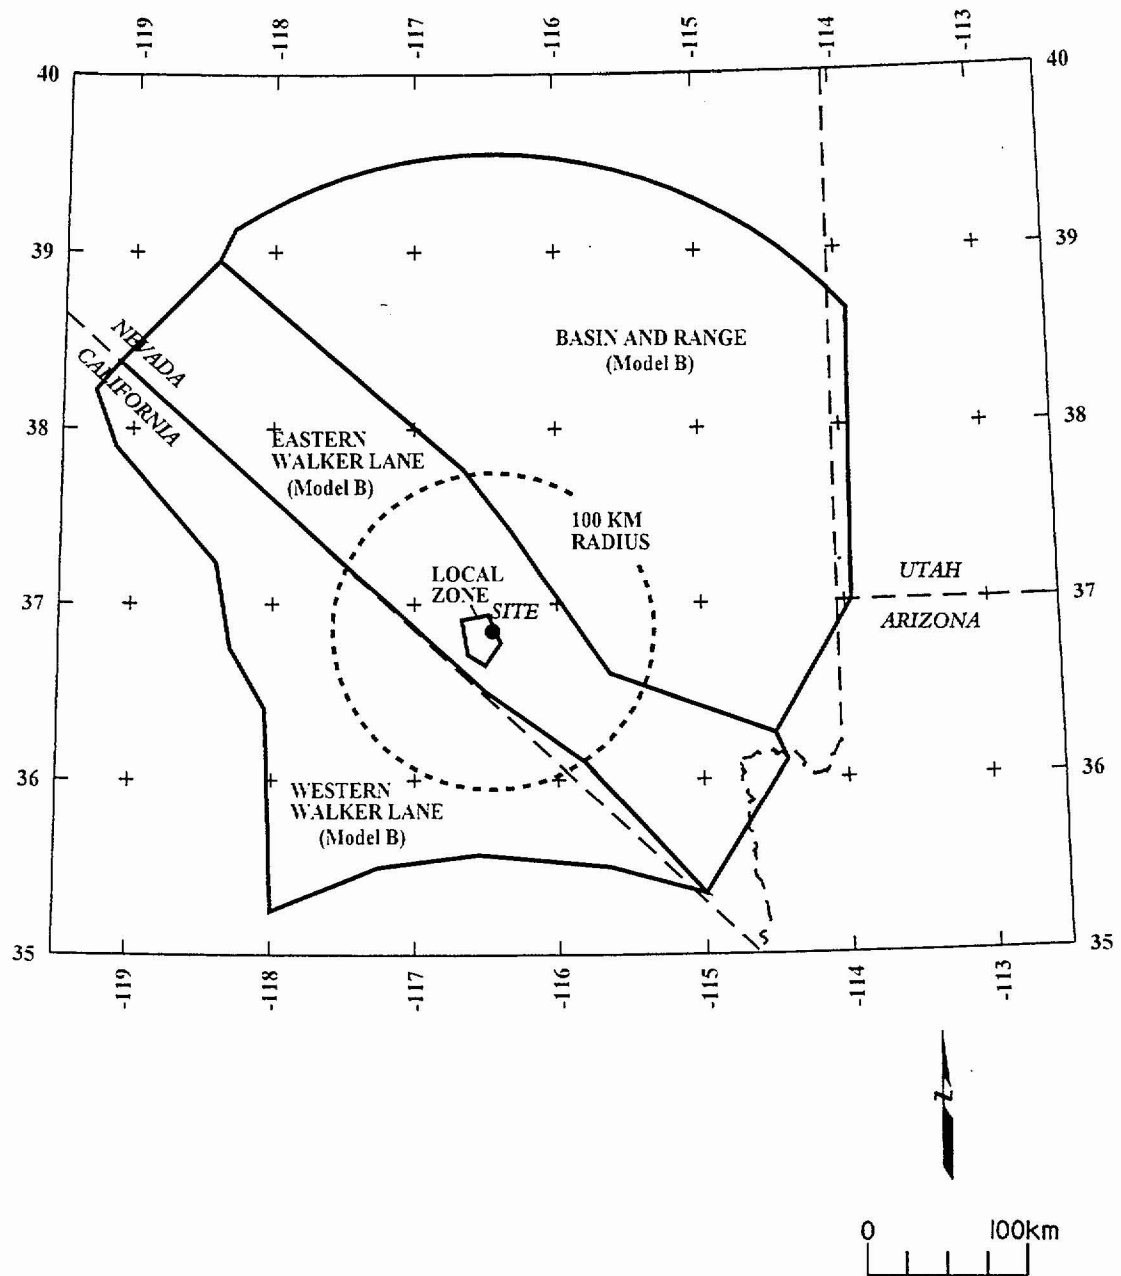 -119
-118
-117
-116
-115
-114
-113
40
40
39
39
NEVADA
CALIFORNIA
BASIN AND RANGE
(Model B)
38
38
EASTERN
WALKER LANE
(Model B)
100 KM
RADIUS
LOCAL
ZONE
SITE
UTAH
ARIZONA
37
37
36
36
WESTERN
WALKER LANE
(Model B)
35
35
-119
-118
-117
-116
-115
-114
-113
Z
0
100km